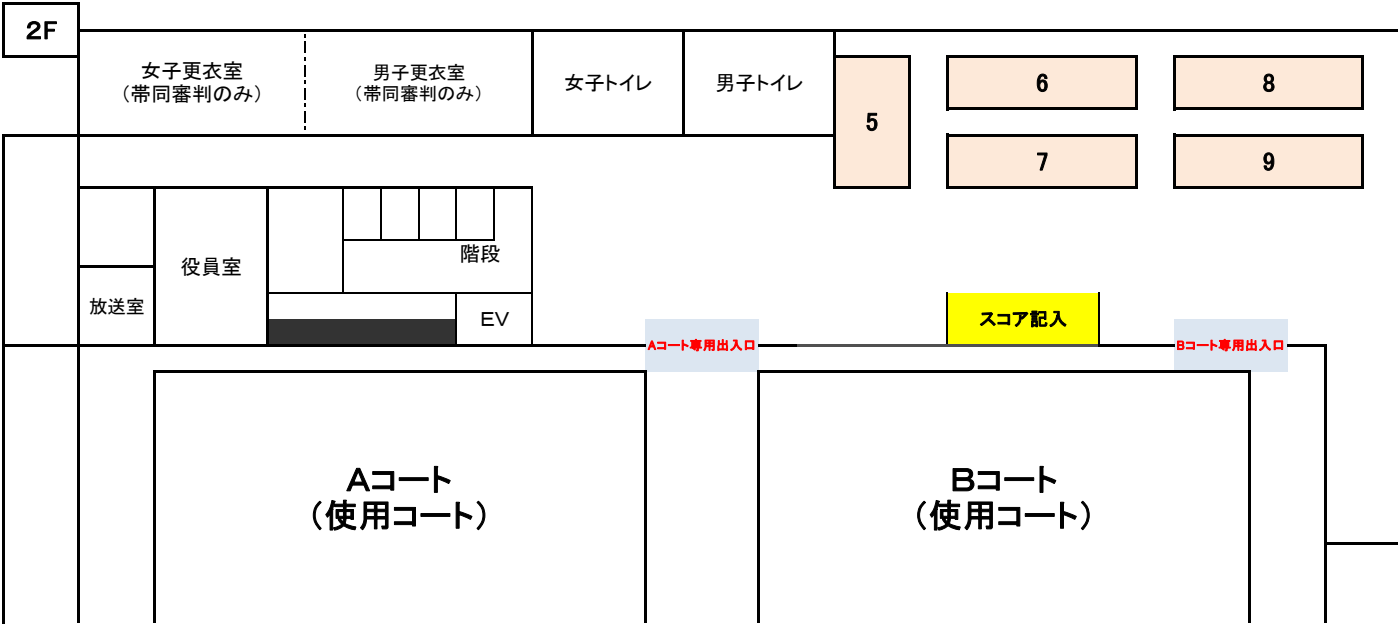 2F
女子更衣室
（帯同審判のみ）
男子更衣室
（帯同審判のみ）
女子トイレ
男子トイレ
5
6
8
7
9
階段
役員室
放送室
EV
スコア記入
Aコート専用出入口
Bコート専用出入口
Aコート
（使用コート）
Bコート
（使用コート）